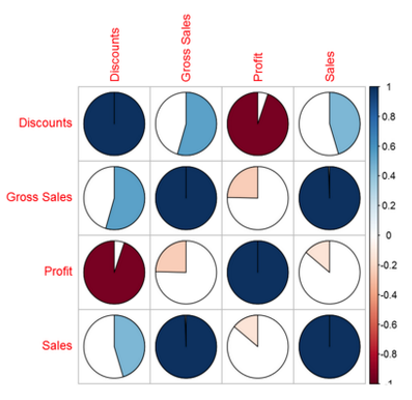 Discounts
Gross Sales
Profit
Sales
Discounts
Gross Sales
Profit
Sales
1
0.8
0.6
0.4
0.2
0
-0.2
-0.4
-0.6
-0.8